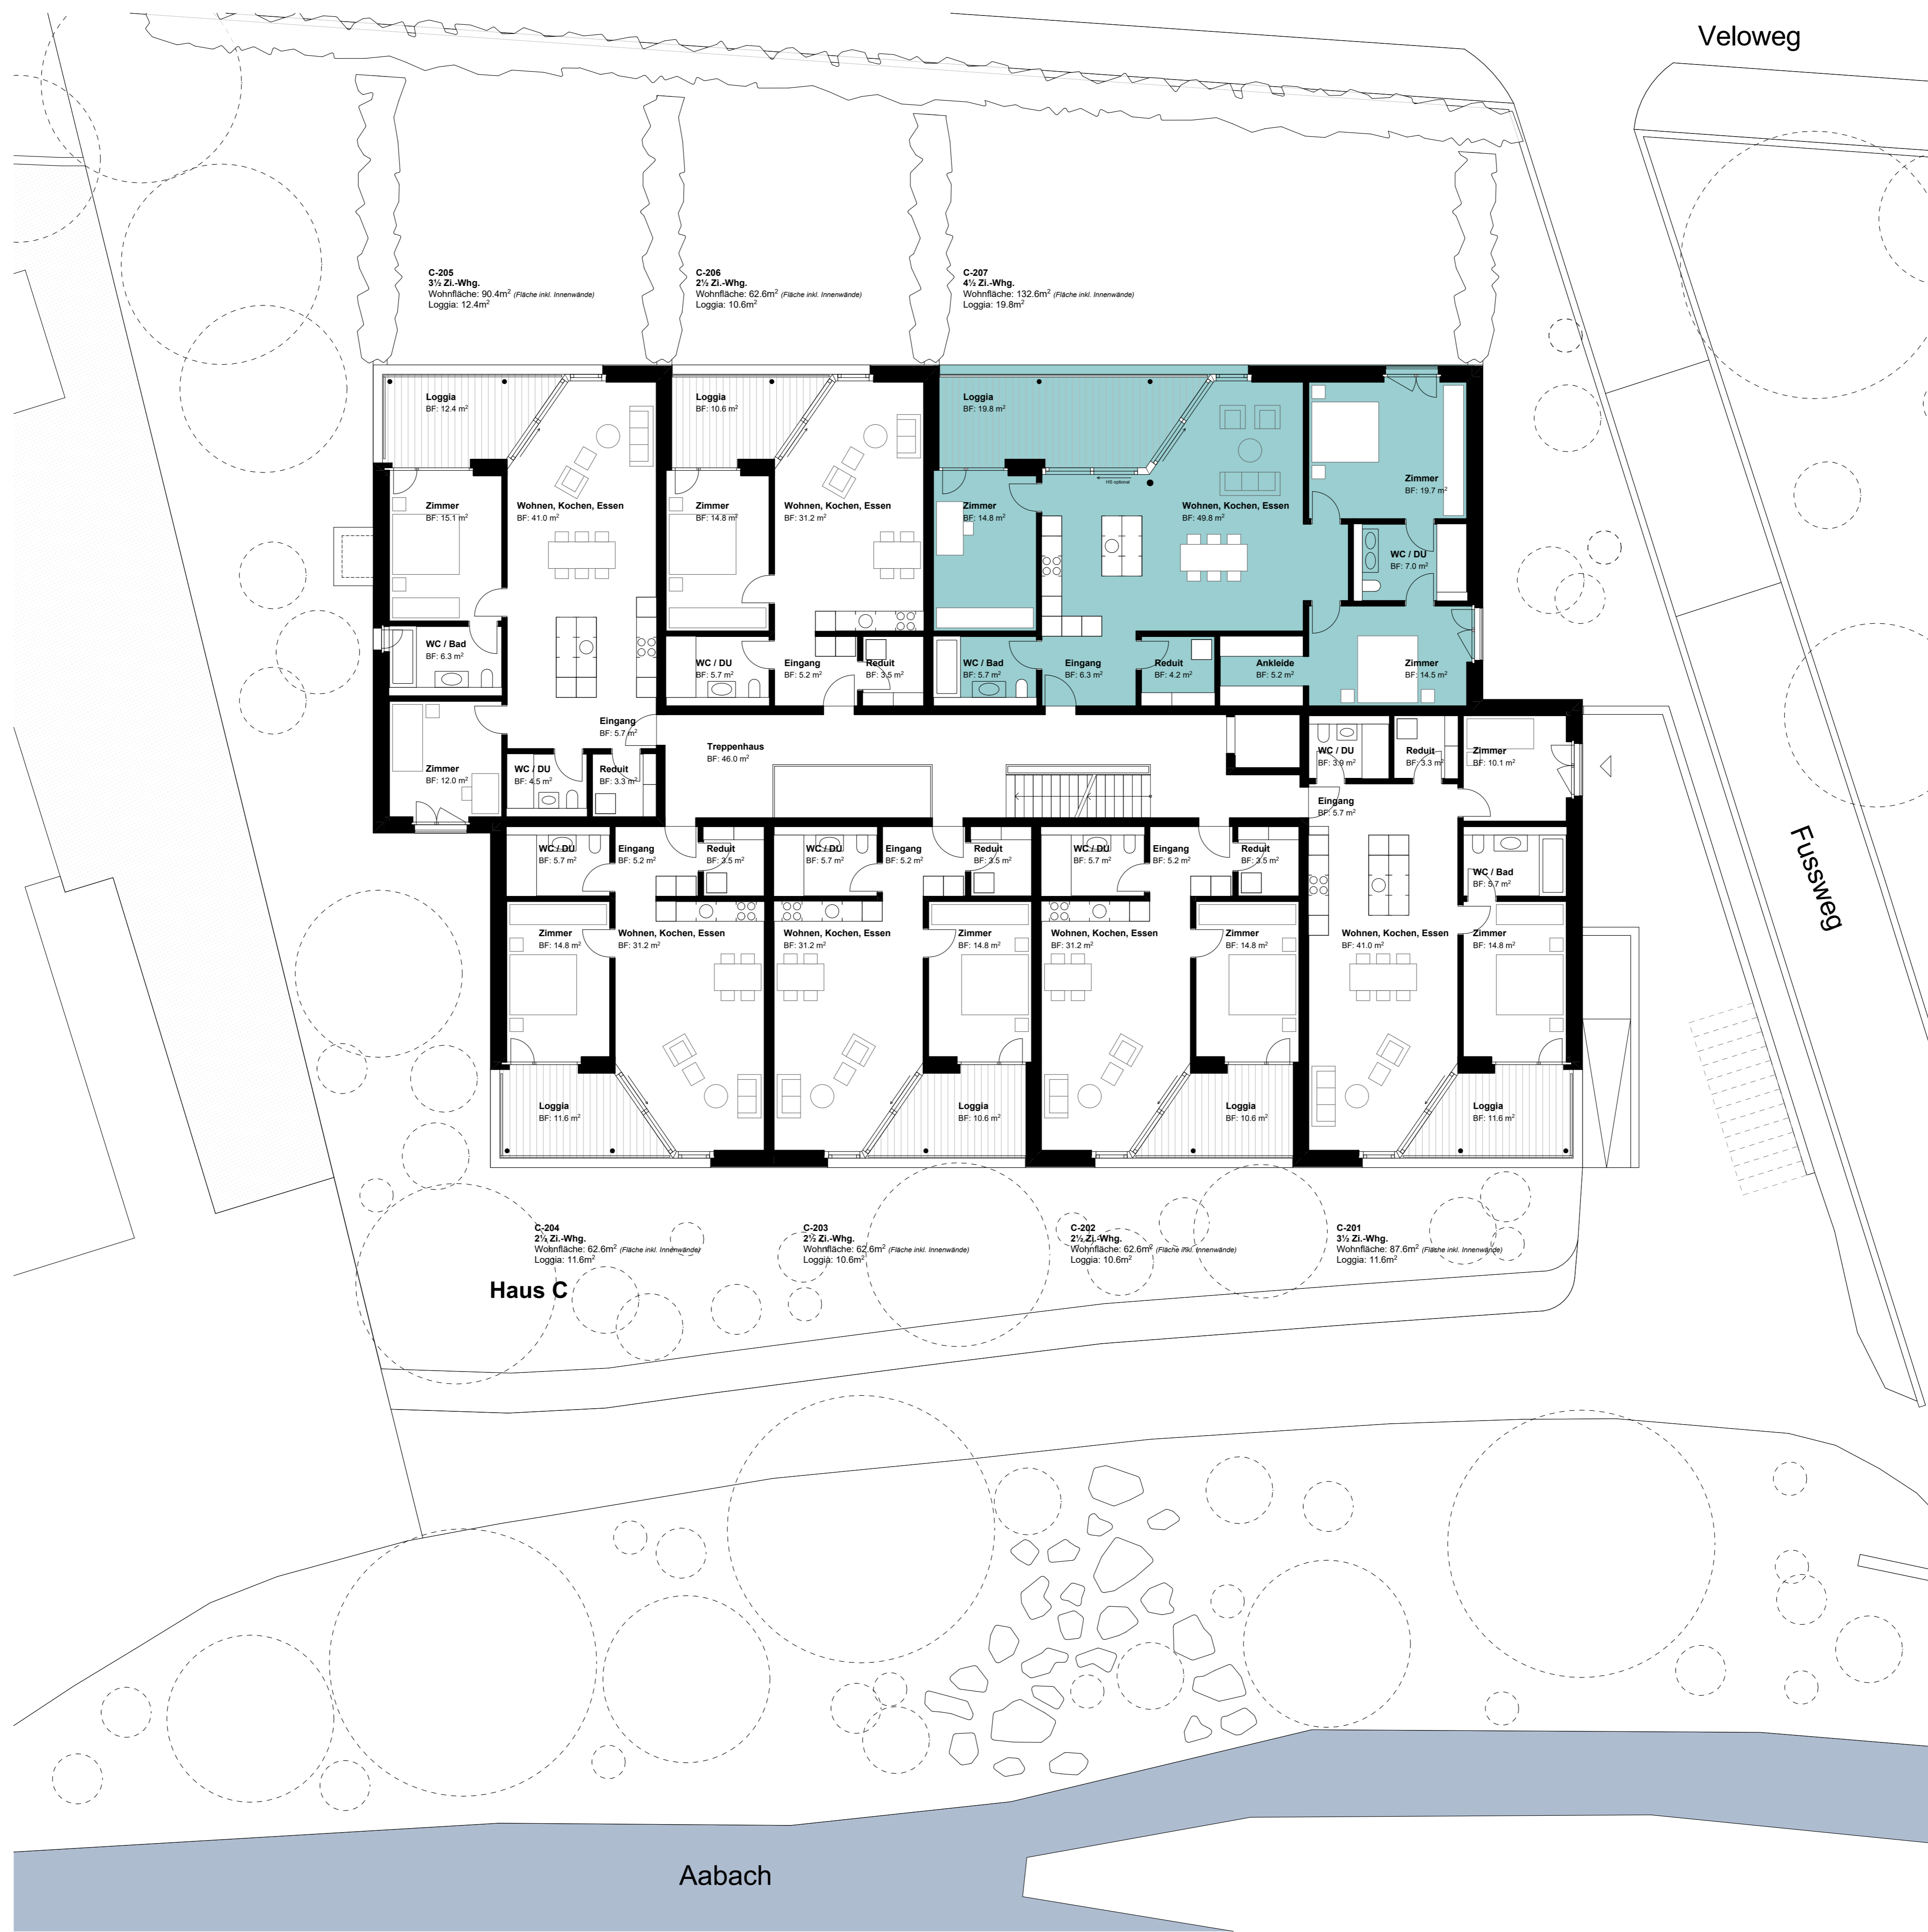 Veloweg
C-205
3½ Zi.-Whg.
Wohnfläche: 90.4m² (Fläche inkl. Innenwände)
Loggia: 12.4m²
C-206
2½ Zi.-Whg.
Wohnfläche: 62.6m² (Fläche inkl. Innenwände)
Loggia: 10.6m²
C-207
4½ Zi.-Whg.
Wohnfläche: 132.6m² (Fläche inkl. Innenwände)
Loggia: 19.8m²
Loggia
BF: 12.4 m²
Loggia
BF: 10.6 m²
Loggia
BF: 19.8 m²
Zimmer
BF: 19.7 m²
HS optional
Zimmer
BF: 15.1 m²
Wohnen, Kochen, Essen
BF: 41.0 m²
Zimmer
BF: 14.8 m²
Wohnen, Kochen, Essen
BF: 31.2 m²
Zimmer
BF: 14.8 m²
Wohnen, Kochen, Essen
BF: 49.8 m²
WC / DU
BF: 7.0 m²
WC / Bad
BF: 6.3 m²
WC / DU
BF: 5.7 m²
Eingang
BF: 5.2 m²
Reduit
BF: 3.5 m²
WC / Bad
BF: 5.7 m²
Eingang
BF: 6.3 m²
Reduit
BF: 4.2 m²
Ankleide
BF: 5.2 m²
Zimmer
BF: 14.5 m²
Eingang
BF: 5.7 m²
Treppenhaus
BF: 46.0 m²
WC / DU
BF: 3.9 m²
Reduit
BF: 3.3 m²
Zimmer
BF: 10.1 m²
Zimmer
BF: 12.0 m²
WC / DU
BF: 4.5 m²
Reduit
BF: 3.3 m²
Eingang
BF: 5.7 m²
WC / DU
BF: 5.7 m²
Eingang
BF: 5.2 m²
Reduit
BF: 3.5 m²
WC / DU
BF: 5.7 m²
Eingang
BF: 5.2 m²
Reduit
BF: 3.5 m²
WC / DU
BF: 5.7 m²
Eingang
BF: 5.2 m²
Reduit
BF: 3.5 m²
WC / Bad
BF: 5.7 m²
Fussweg
Zimmer
BF: 14.8 m²
Wohnen, Kochen, Essen
BF: 31.2 m²
Wohnen, Kochen, Essen
BF: 31.2 m²
Zimmer
BF: 14.8 m²
Wohnen, Kochen, Essen
BF: 31.2 m²
Zimmer
BF: 14.8 m²
Wohnen, Kochen, Essen
BF: 41.0 m²
Zimmer
BF: 14.8 m²
Loggia
BF: 11.6 m²
Loggia
BF: 10.6 m²
Loggia
BF: 10.6 m²
Loggia
BF: 11.6 m²
C-204
2½ Zi.-Whg.
Wohnfläche: 62.6m² (Fläche inkl. Innenwände)
Loggia: 11.6m²
C-203
2½ Zi.-Whg.
Wohnfläche: 62.6m² (Fläche inkl. Innenwände)
Loggia: 10.6m²
C-202
2½ Zi.-Whg.
Wohnfläche: 62.6m² (Fläche inkl. Innenwände)
Loggia: 10.6m²
C-201
3½ Zi.-Whg.
Wohnfläche: 87.6m² (Fläche inkl. Innenwände)
Loggia: 11.6m²
Haus C
Aabach